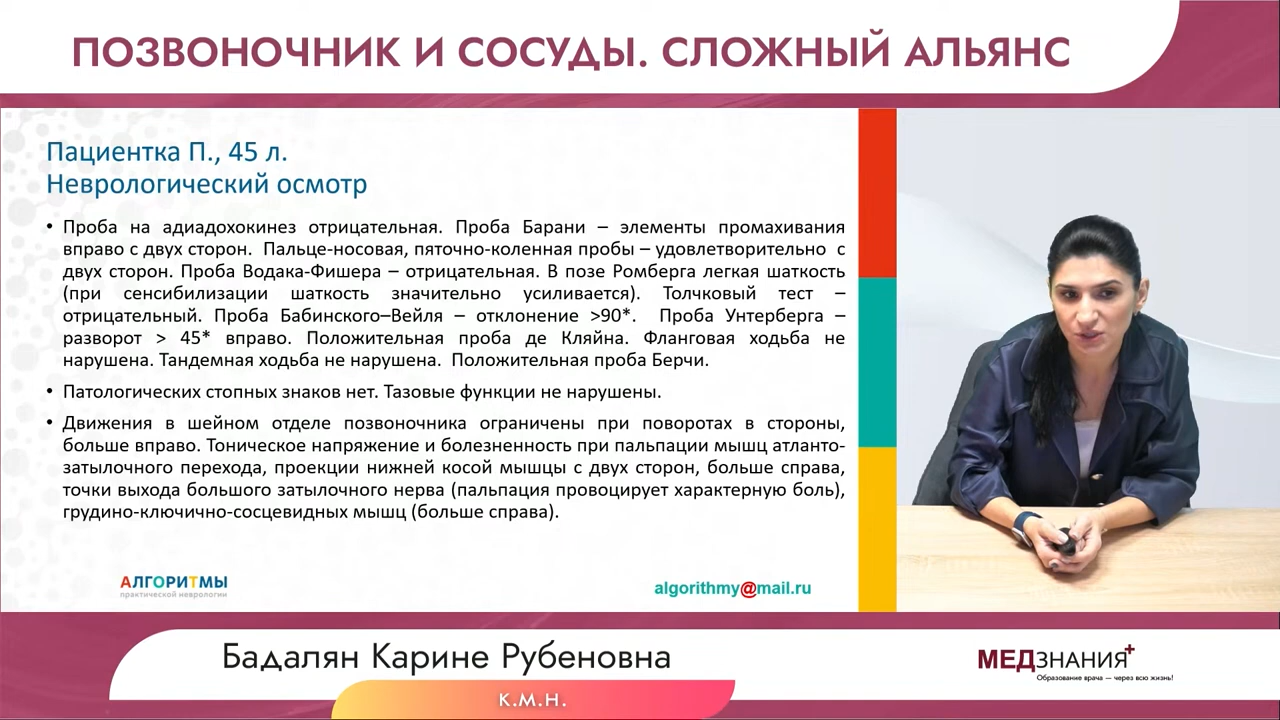 ПОЗВОНОЧНИК И СОСУДЫ. СЛОЖНЫЙ АЛЬЯНС
Пациентка П., 45 л.
Неврологический осмотр
• Проба на адиадохокинез отрицательная. Проба Барани – элементы промахивания
вправо с двух сторон. Пальце-носовая, пяточно-коленная пробы – удовлетворительно с
двух сторон. Проба Водака-Фишера – отрицательная. В позе Ромберга легкая шаткость
(при сенсибилизации шаткость значительно усиливается). Толчковый тест –
отрицательный. Проба Бабинского–Вейля – отклонение >90*. Проба Унтерберга –
разворот > 45* вправо. Положительная проба де Кляйна. Фланговая ходьба не
нарушена. Тандемная ходьба не нарушена. Положительная проба Берчи.
• Патологических стопных знаков нет. Тазовые функции не нарушены.
• Движения в шейном отделе позвоночника ограничены при поворотах в стороны,
больше вправо. Тоническое напряжение и болезненность при пальпации мышц атланто-
затылочного перехода, проекции нижней косой мышцы с двух сторон, больше справа,
точки выхода большого затылочного нерва (пальпация провоцирует характерную боль),
грудино-ключично-сосцевидных мышц (больше справа).
АЛГОРИТМЫ
практической неврологии
algorithmy@mail.ru
Бадалян Карине Рубеновна
к.м.н.
МЕДЗНАНИЯ+
Образование врача — через всю жизнь!